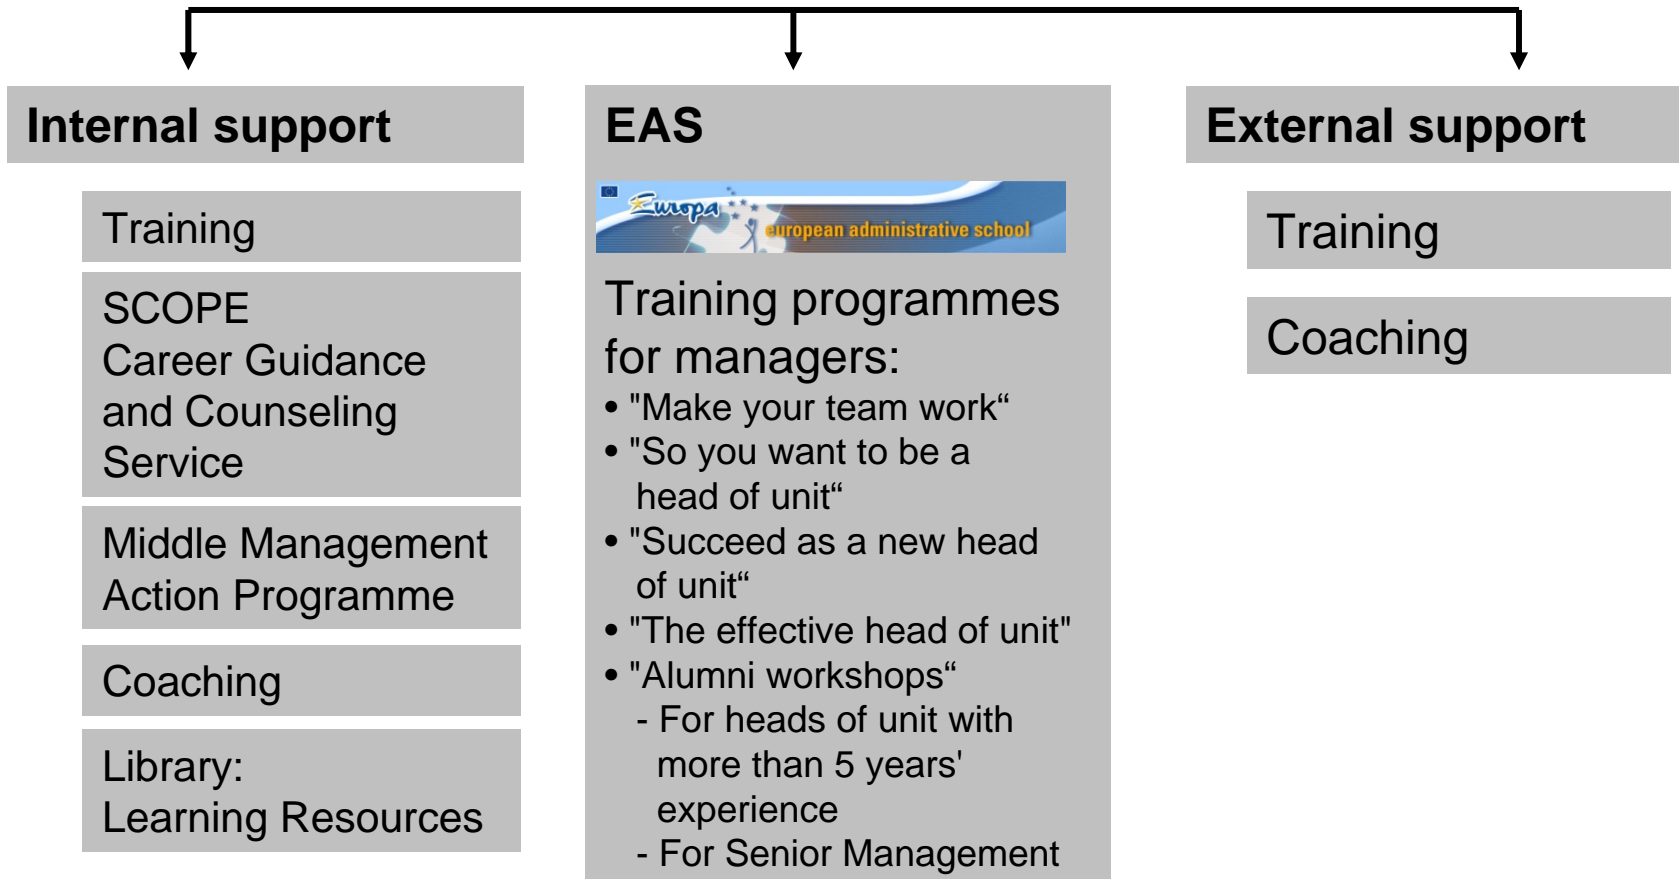 Internal support
Training
SCOPE
Career Guidance
and Counseling
Service
Middle Management
Action Programme
Coaching
Library:
Learning Resources
EAS
Europa
european administrative school
Training programmes
for managers:
• "Make your team work“
• "So you want to be a
head of unit“
• "Succeed as a new head
of unit“
• "The effective head of unit"
• "Alumni workshops“
- For heads of unit with
more than 5 years'
experience
- For Senior Management
External support
Training
Coaching